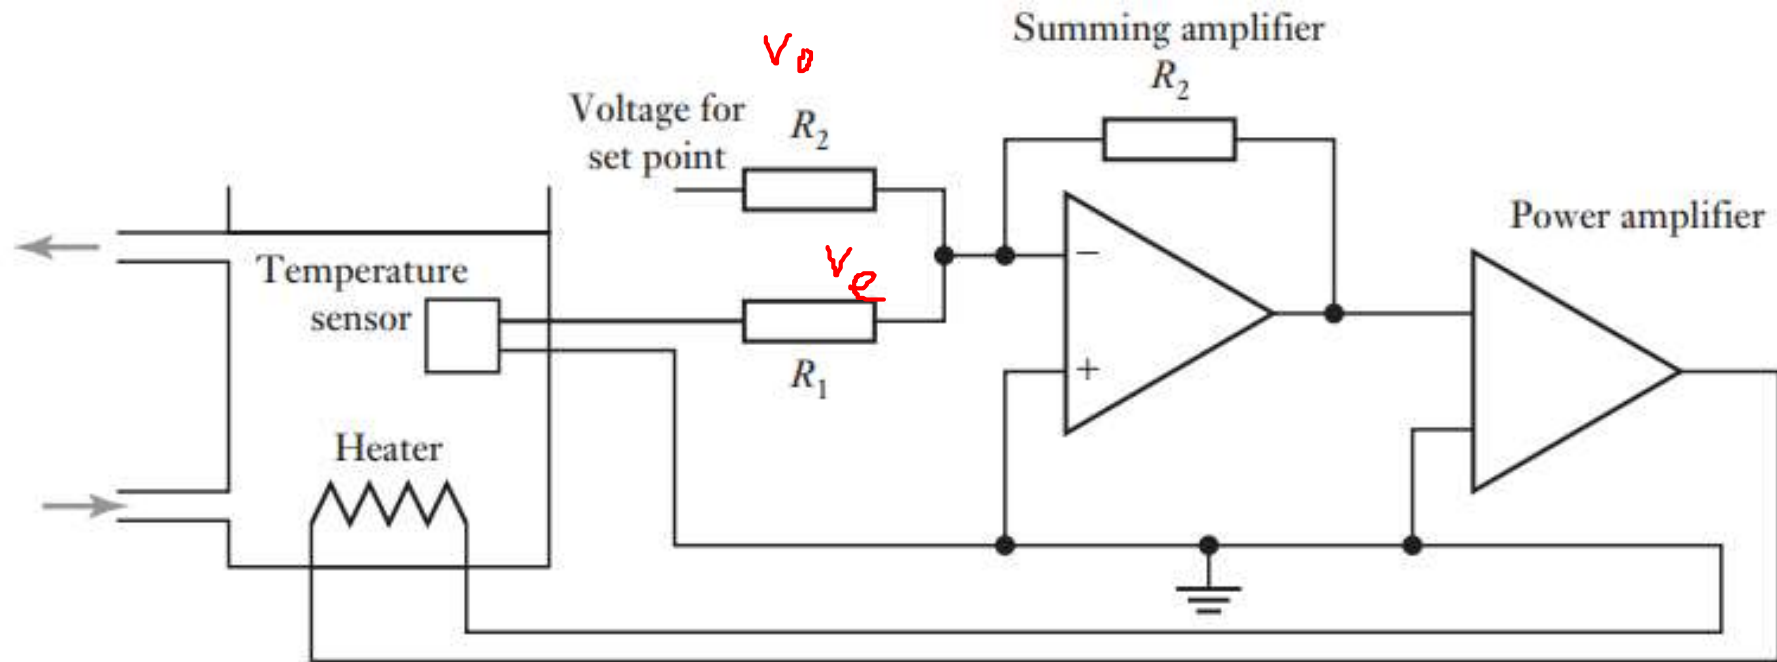 Summing amplifier
V₀
R₂
Voltage for
set point
R₂
Power amplifier
Temperature
sensor
Vₑ
−
+
R₁
Heater